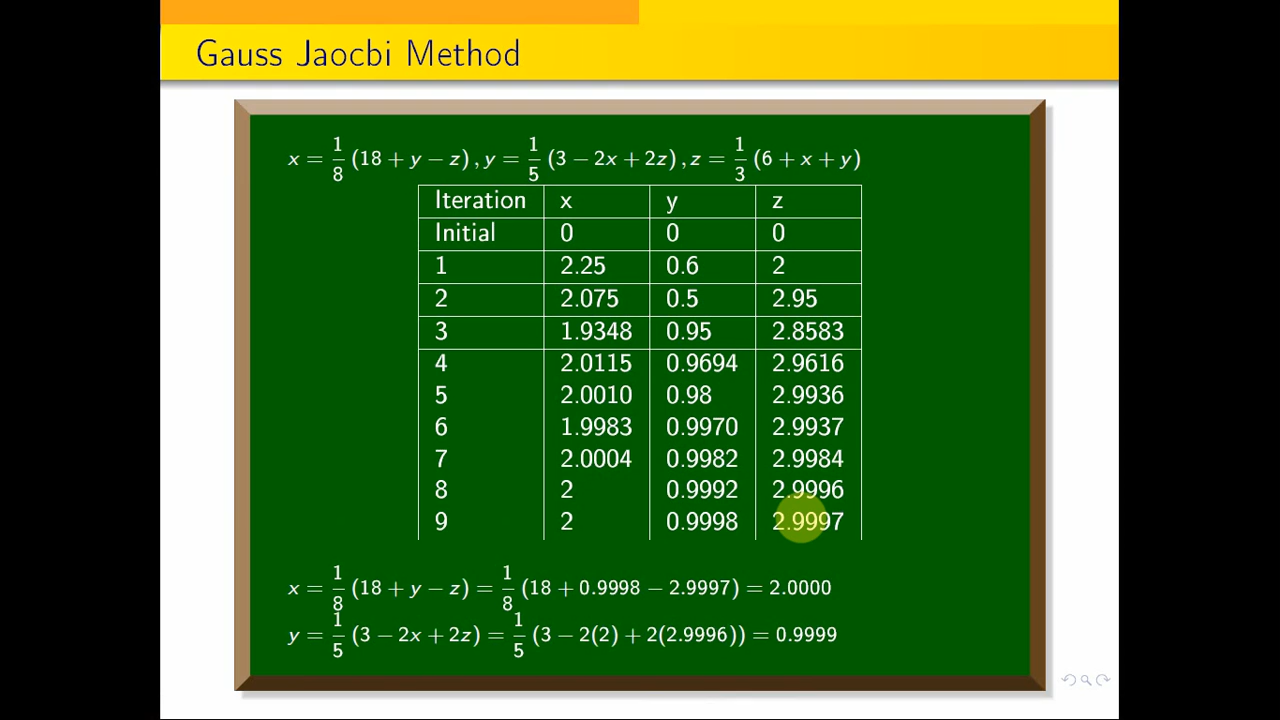 Gauss Jaocbi Method
x = 1/8 (18 + y − z) , y = 1/5 (3 − 2x + 2z) , z = 1/3 (6 + x + y)
Iteration x y z
Initial 0 0 0
1 2.25 0.6 2
2 2.075 0.5 2.95
3 1.9348 0.95 2.8583
4 2.0115 0.9694 2.9616
5 2.0010 0.98 2.9936
6 1.9983 0.9970 2.9937
7 2.0004 0.9982 2.9984
8 2 0.9992 2.9996
9 2 0.9998 2.9997
x = 1/8 (18 + y − z) = 1/8 (18 + 0.9998 − 2.9997) = 2.0000
y = 1/5 (3 − 2x + 2z) = 1/5 (3 − 2(2) + 2(2.9996)) = 0.9999